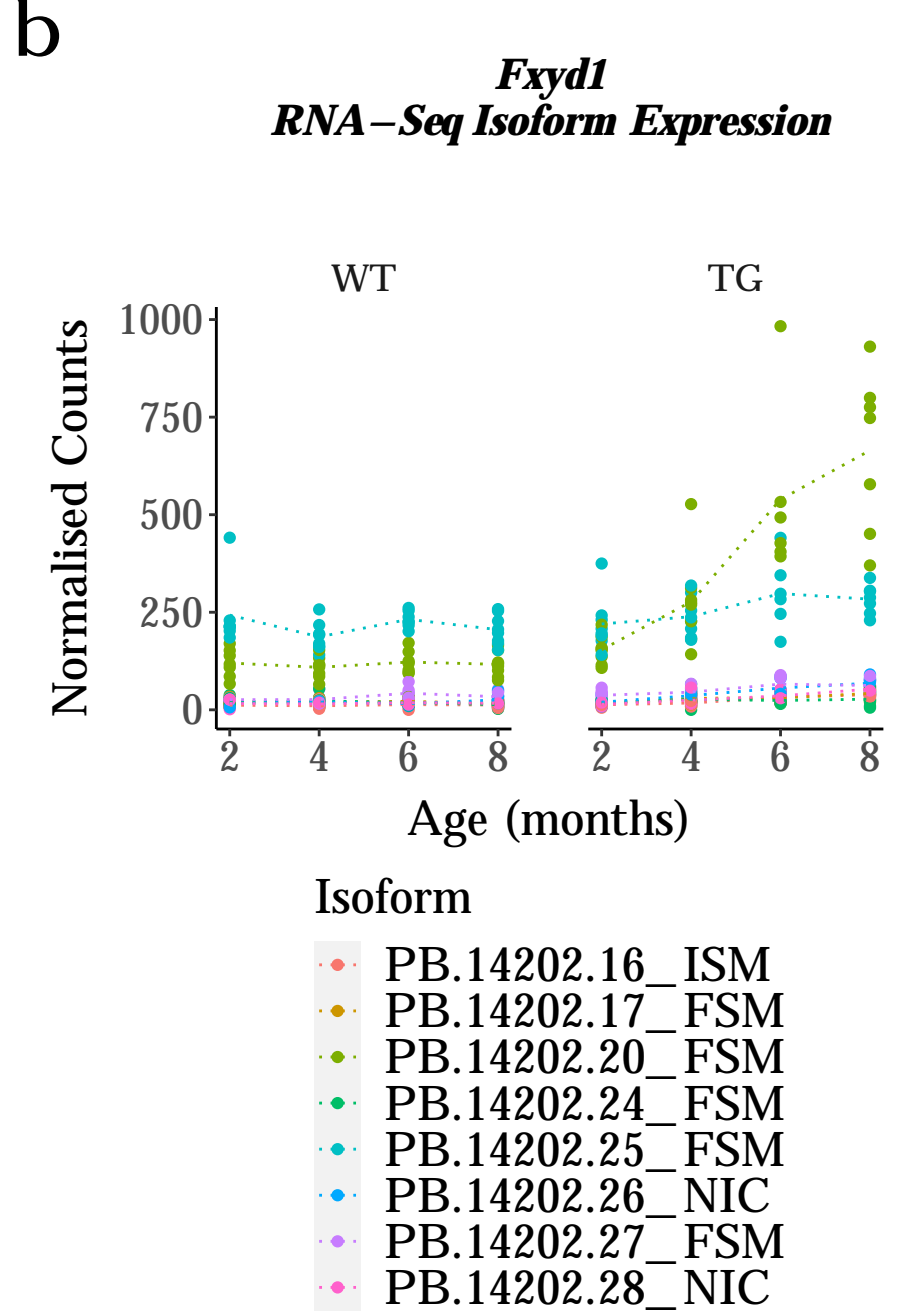 b
Fxyd1
RNA–Seq Isoform Expression
WT
TG
Normalised Counts
1000
750
500
250
0
2 4 6 8
2 4 6 8
Age (months)
Isoform
PB.14202.16_ISM
PB.14202.17_FSM
PB.14202.20_FSM
PB.14202.24_FSM
PB.14202.25_FSM
PB.14202.26_NIC
PB.14202.27_FSM
PB.14202.28_NIC